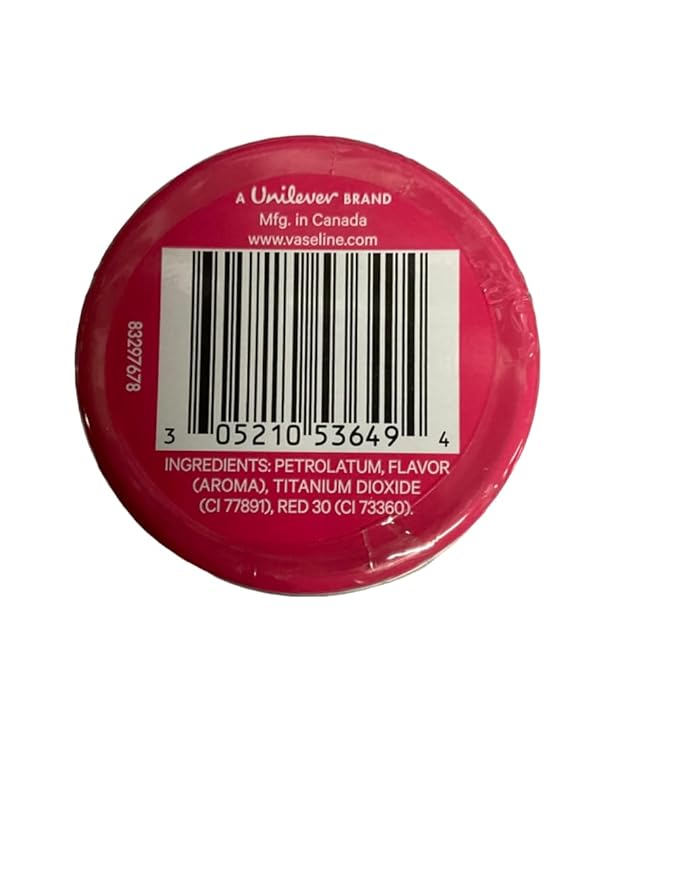 A Unilever BRAND
Mfg. in Canada
www.vaseline.com
83297678
3 05210 53649 4
INGREDIENTS: PETROLATUM, FLAVOR
(AROMA), TITANIUM DIOXIDE
(CI 77891), RED 30 (CI 73360).